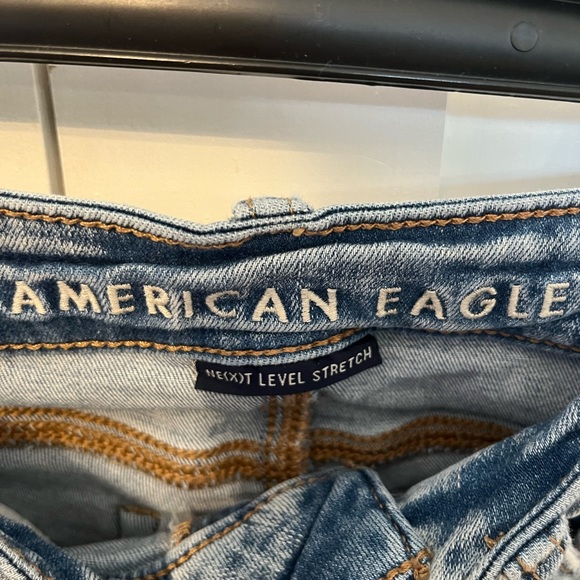 AMERICAN EAGLE
NE(X)T LEVEL STRETCH